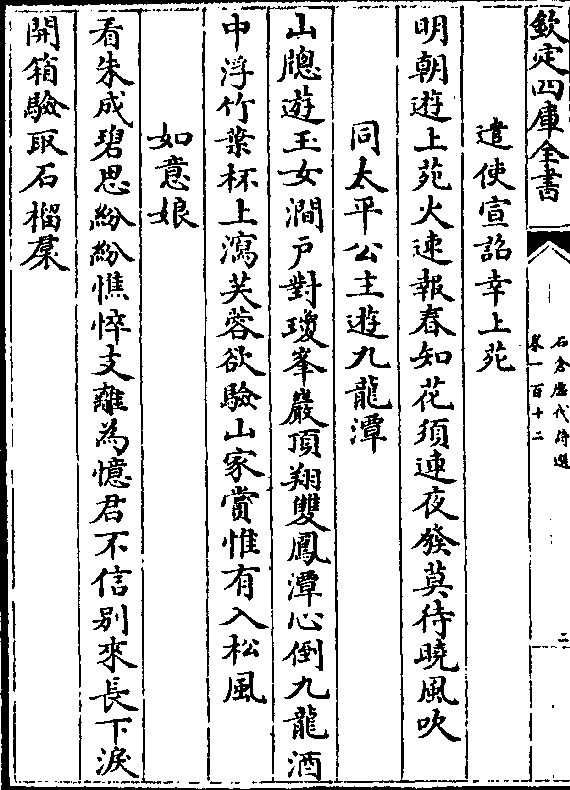 欽定四庫全書
石倉歷代詩選
卷一百十二
二
遣使宣詔幸上苑
明朝遊上苑火速報春知花須連夜發莫待曉風吹
同太平公主遊九龍潭
山牕遊玉女澗戶對瓊峯巖頂翔雙鳳潭心倒九龍酒
中浮竹葉杯上瀉芙蓉欲驗山家賞惟有入松風
如意娘
看朱成碧思紛紛憔悴支離為憶君不信别來長下淚
開箱驗取石榴裙